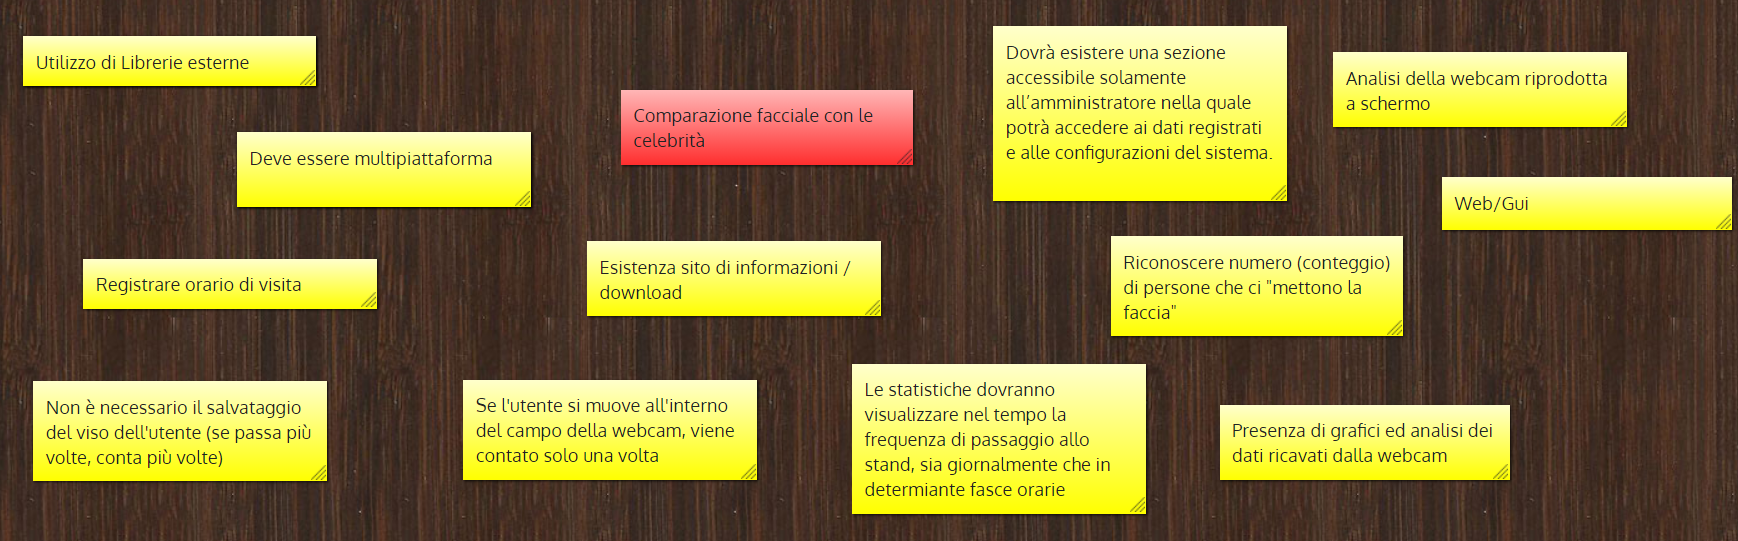 Utilizzo di Librerie esterne
Deve essere multipiattaforma
Comparazione facciale con le
celebrità
Dovrà esistere una sezione
accessibile solamente
all’amministratore nella quale
potrà accedere ai dati registrati
e alle configurazioni del sistema.
Analisi della webcam riprodotta
a schermo
Web/Gui
Registrare orario di visita
Esistenza sito di informazioni /
download
Riconoscere numero (conteggio)
di persone che ci "mettono la
faccia"
Non è necessario il salvataggio
del viso dell'utente (se passa più
volte, conta più volte)
Se l'utente si muove all'interno
del campo della webcam, viene
contato solo una volta
Le statistiche dovranno
visualizzare nel tempo la
frequenza di passaggio allo
stand, sia giornalmente che in
determiante fasce orarie
Presenza di grafici ed analisi dei
dati ricavati dalla webcam